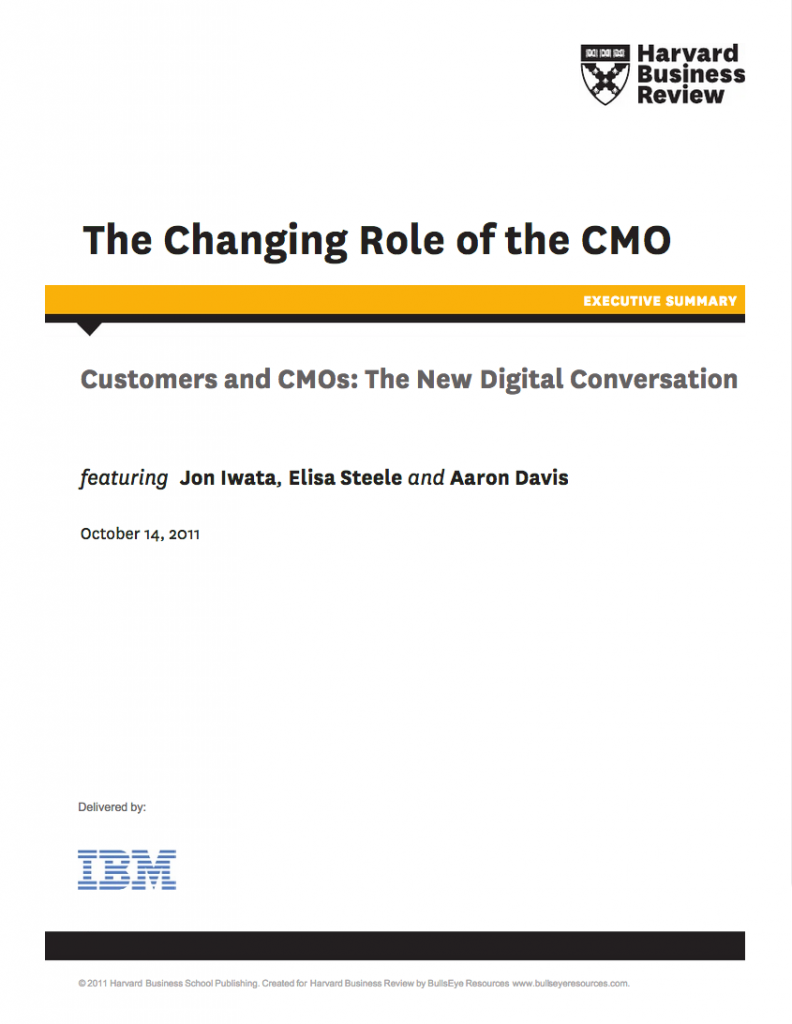 Harvard
Business
Review
The Changing Role of the CMO
EXECUTIVE SUMMARY
Customers and CMOs: The New Digital Conversation
featuring Jon Iwata, Elisa Steele and Aaron Davis
October 14, 2011
Delivered by:
IBM
© 2011 Harvard Business School Publishing. Created for Harvard Business Review by BullsEye Resources www.bullseyeresources.com.